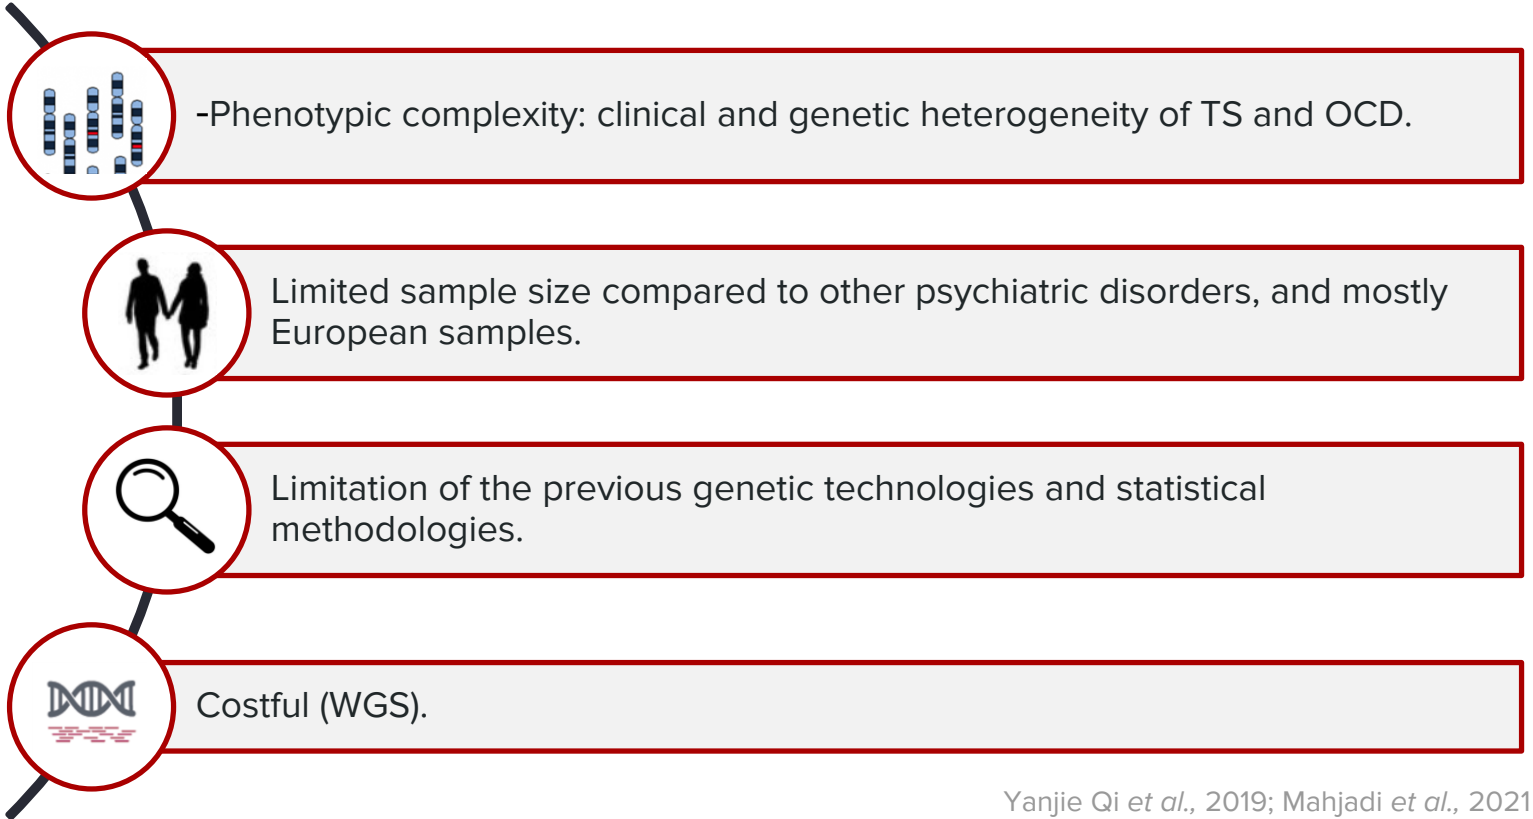 -Phenotypic complexity: clinical and genetic heterogeneity of TS and OCD.
Limited sample size compared to other psychiatric disorders, and mostly
European samples.
Limitation of the previous genetic technologies and statistical
methodologies.
Costful (WGS).
Yanjie Qi et al., 2019; Mahjadi et al., 2021